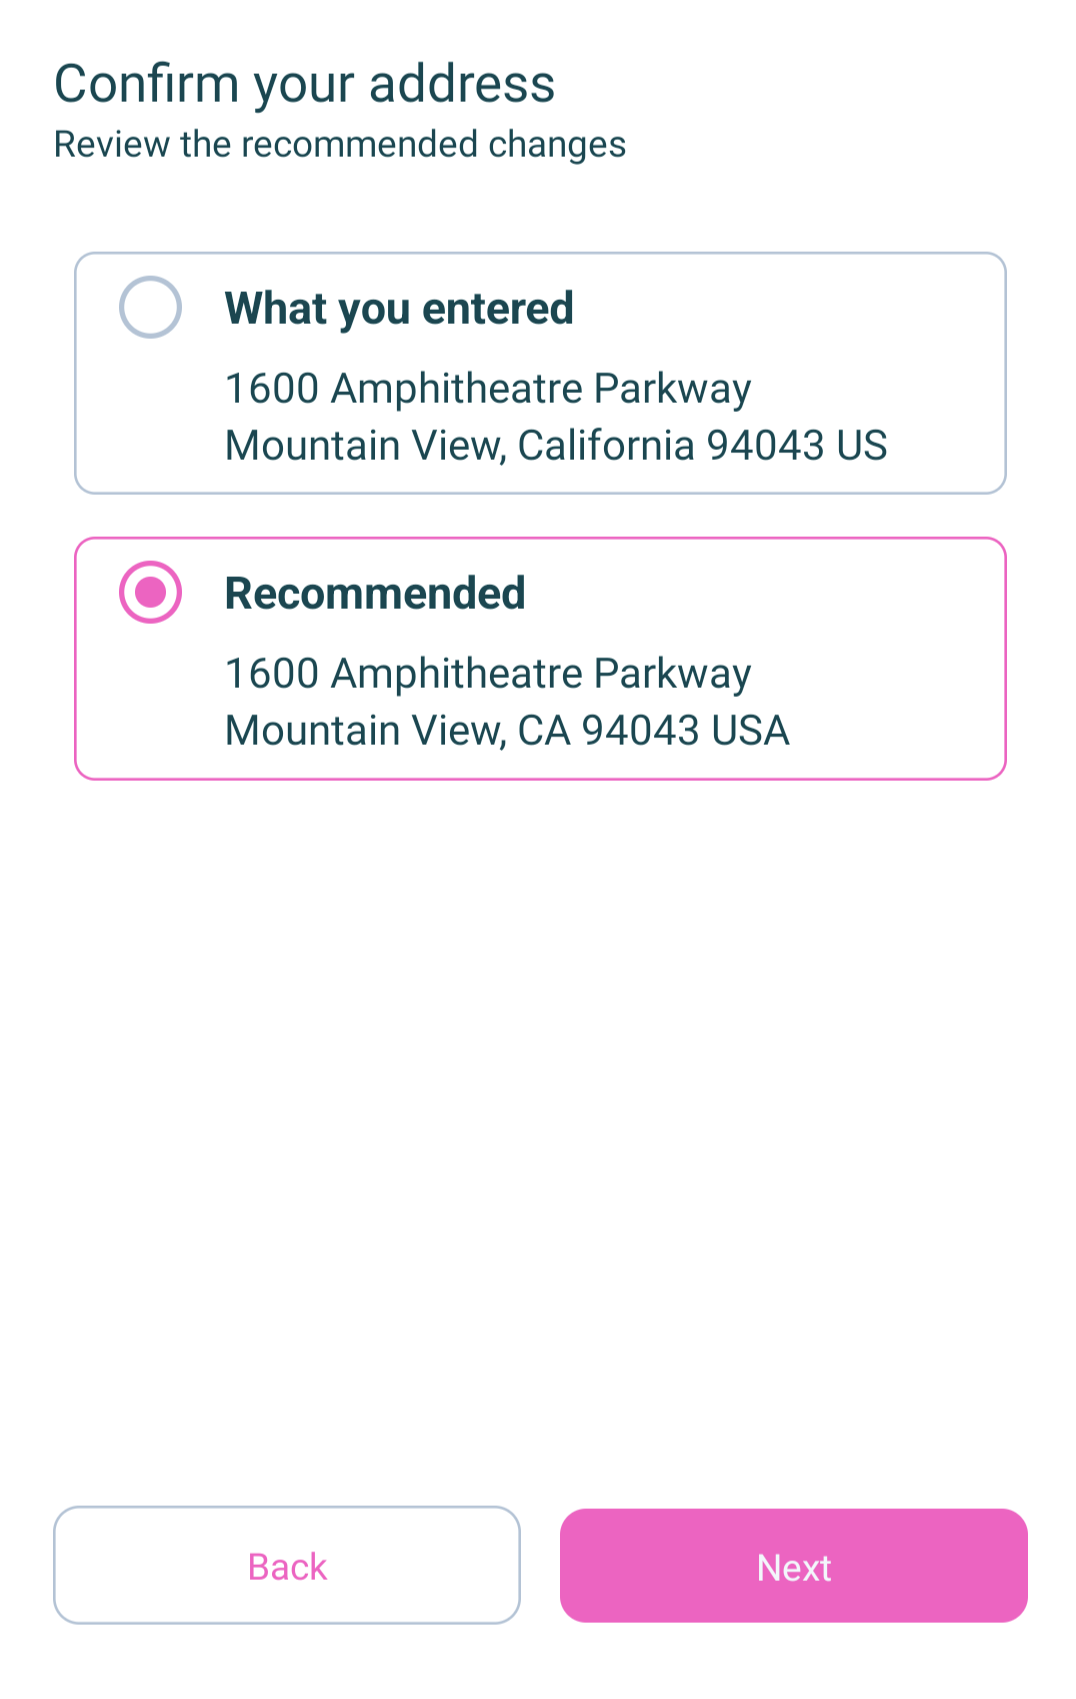 Confirm your address
Review the recommended changes
What you entered
1600 Amphitheatre Parkway
Mountain View, California 94043 US
Recommended
1600 Amphitheatre Parkway
Mountain View, CA 94043 USA
Back
Next